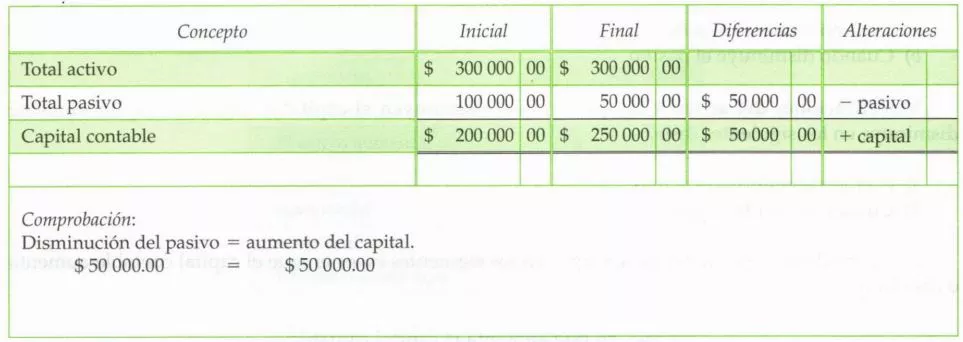 Concepto Inicial Final Diferencias Alteraciones
Total activo $ 300 000 00 $ 300 000 00
Total pasivo 100 000 00 50 000 00 $ 50 000 00 − pasivo
Capital contable $ 200 000 00 $ 250 000 00 $ 50 000 00 + capital
Comprobación:
Disminución del pasivo = aumento del capital.
$ 50 000.00 = $ 50 000.00